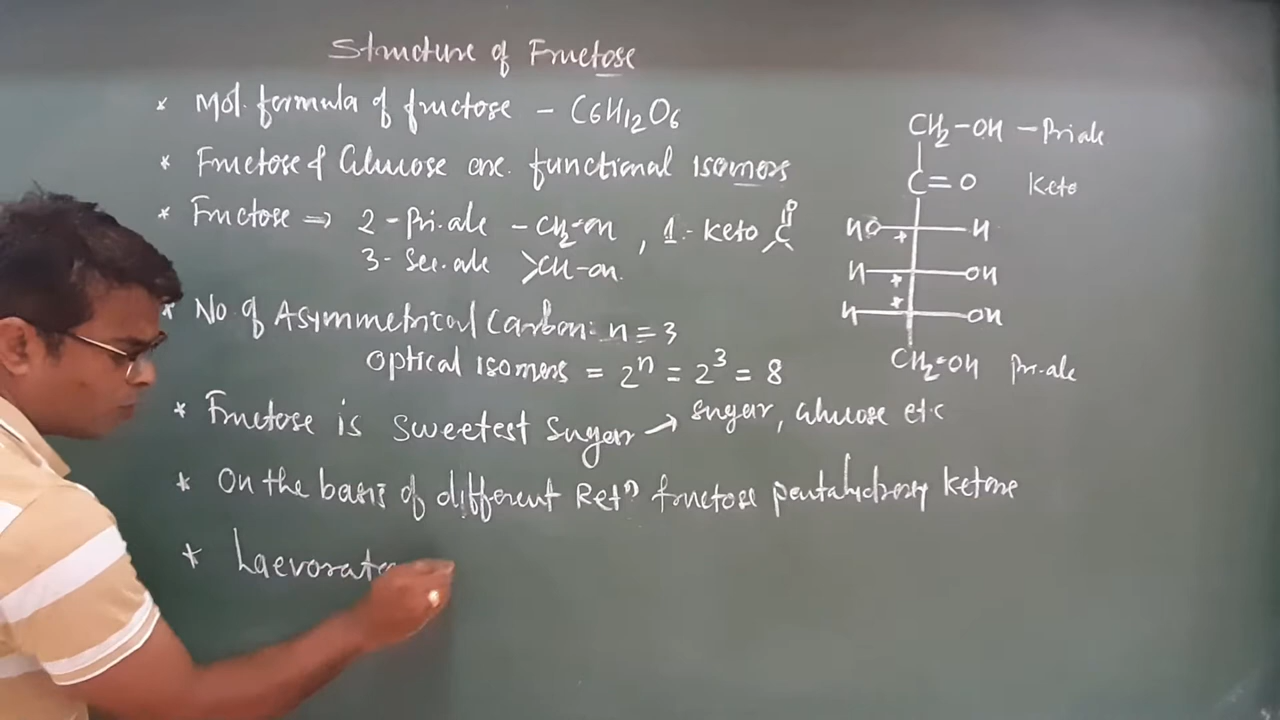 Structure of Fructose
* Mol. formula of fructose - C6H12O6
* Fructose & Glucose are. functional Isomers
* Fructose ⇒ 2 - Pri. alc - CH2-OH , 1 - Keto C=O
3 - Sec. alc >CH-OH.
* No of Asymmetrical Carbon: n = 3
Optical Isomers = 2^n = 2^3 = 8
* Fructose is sweetest sugar → sugar, Glucose etc
* On the basis of different Rct^n fructose pentahydroxy ketone
* Laevorota
CH2-OH - Pri alc
C=O Keto
HO * H
H * OH
H * OH
CH2-OH Pri-alc